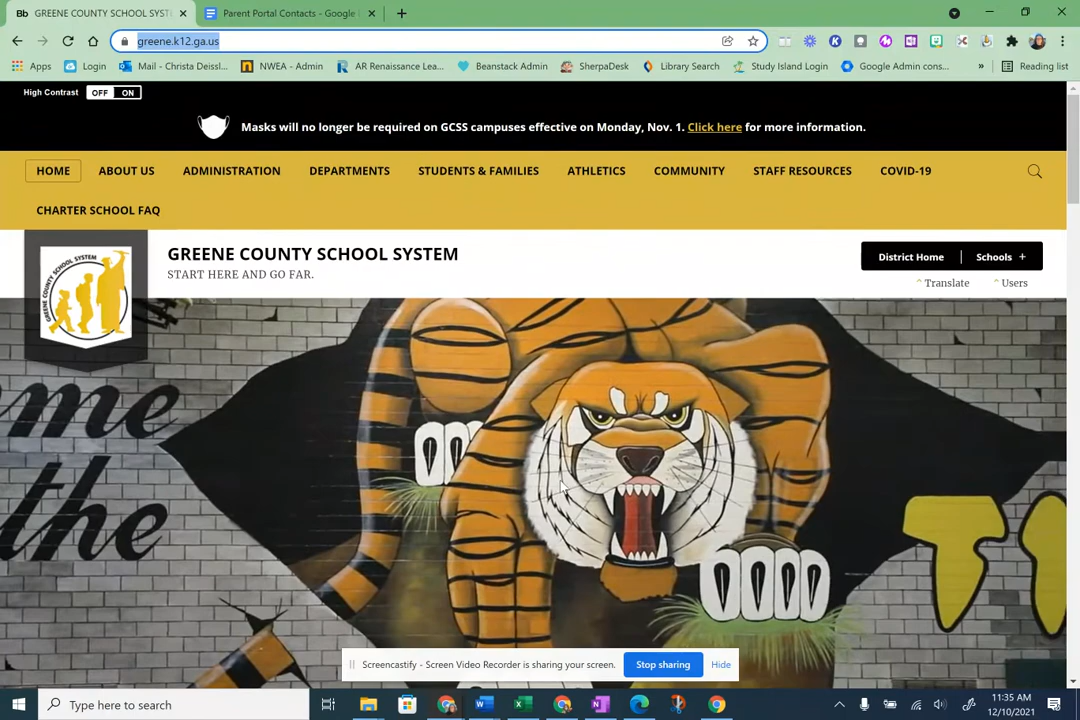 Bb GREENE COUNTY SCHOOL SYST
Parent Portal Contacts - Google
greene.k12.ga.us
Apps
Login
Mail - Christa Deissl...
NWEA - Admin
AR Renaissance Lea...
Beanstack Admin
SherpaDesk
Library Search
Study Island Login
Google Admin cons...
»
Reading list
High Contrast OFF ON
Masks will no longer be required on GCSS campuses effective on Monday, Nov. 1. Click here for more information.
HOME ABOUT US ADMINISTRATION DEPARTMENTS STUDENTS & FAMILIES ATHLETICS COMMUNITY STAFF RESOURCES COVID-19
CHARTER SCHOOL FAQ
GREENE COUNTY SCHOOL SYSTEM
GREENE COUNTY SCHOOL SYSTEM
START HERE AND GO FAR.
District Home | Schools +
^ Translate ^ Users
me
the
T
Screencastify - Screen Video Recorder is sharing your screen. Stop sharing Hide
Type here to search
11:35 AM
12/10/2021